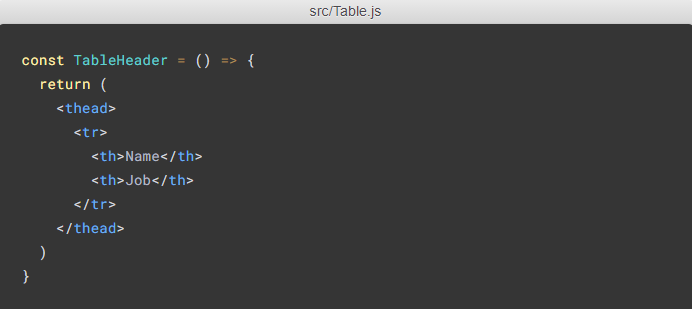 src/Table.js
const TableHeader = () => {
  return (
    <thead>
      <tr>
        <th>Name</th>
        <th>Job</th>
      </tr>
    </thead>
  )
}